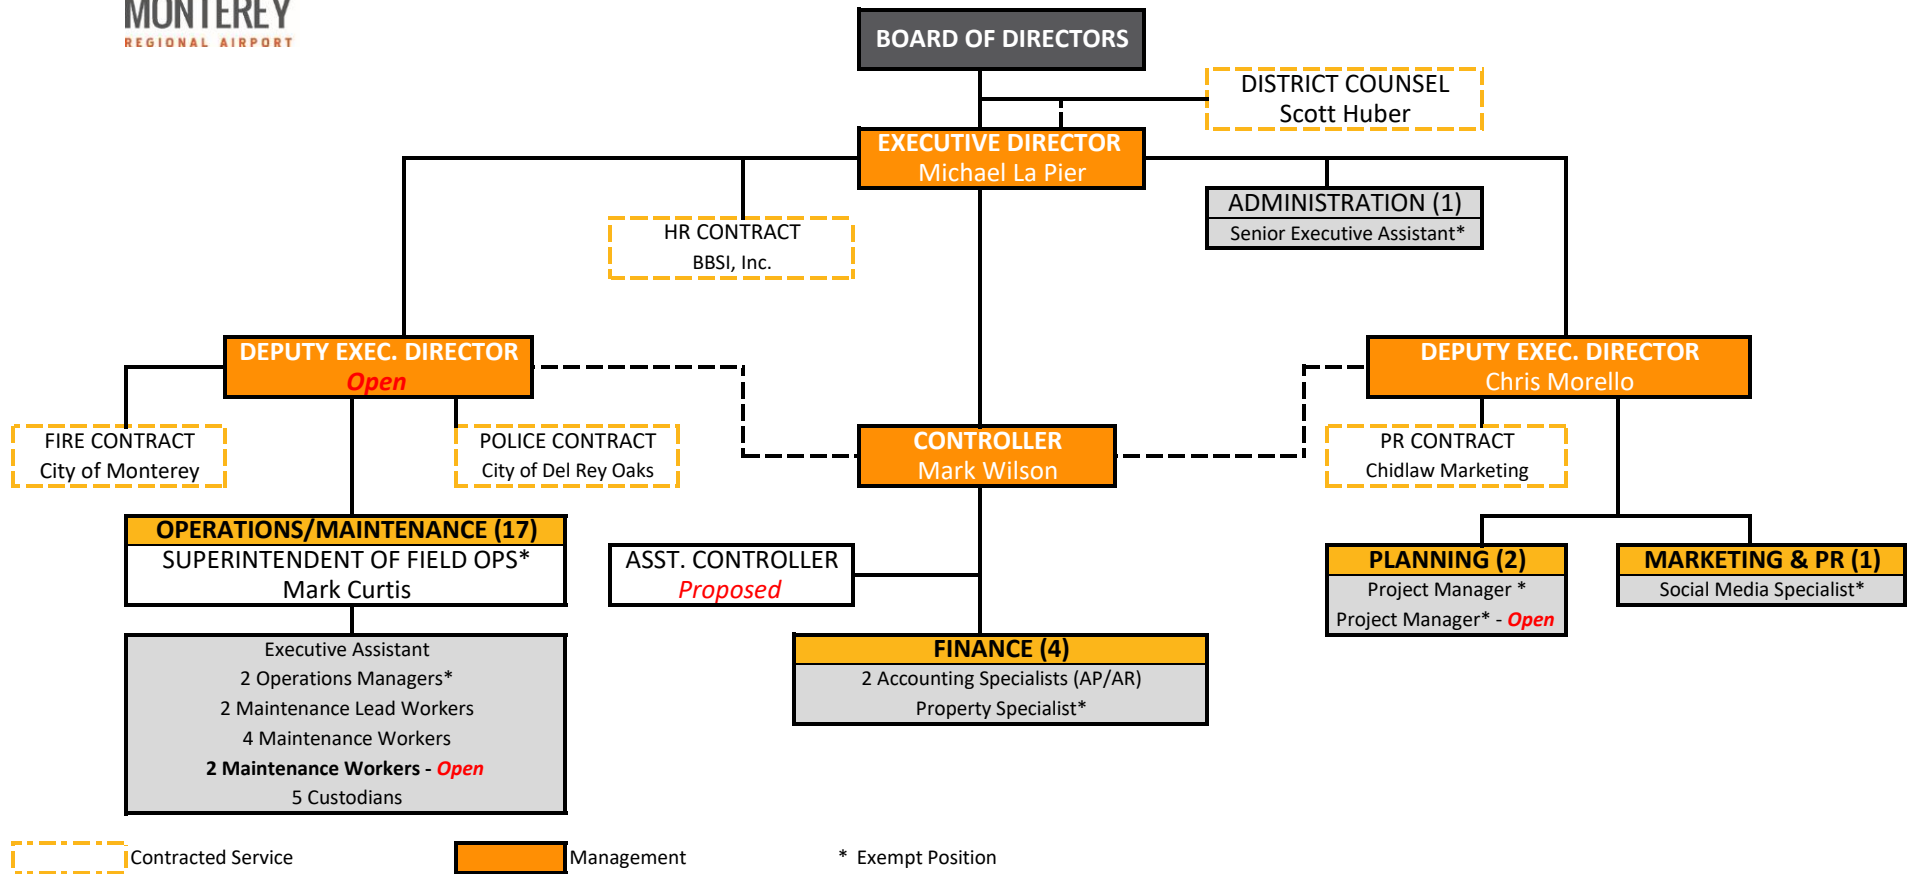 MONTEREY
REGIONAL AIRPORT
BOARD OF DIRECTORS
DISTRICT COUNSEL
Scott Huber
EXECUTIVE DIRECTOR
Michael La Pier
ADMINISTRATION (1)
Senior Executive Assistant*
HR CONTRACT
BBSI, Inc.
DEPUTY EXEC. DIRECTOR
Open
DEPUTY EXEC. DIRECTOR
Chris Morello
FIRE CONTRACT
City of Monterey
POLICE CONTRACT
City of Del Rey Oaks
CONTROLLER
Mark Wilson
PR CONTRACT
Chidlaw Marketing
OPERATIONS/MAINTENANCE (17)
SUPERINTENDENT OF FIELD OPS*
Mark Curtis
ASST. CONTROLLER
Proposed
PLANNING (2)
Project Manager *
Project Manager* - Open
MARKETING & PR (1)
Social Media Specialist*
Executive Assistant
2 Operations Managers*
2 Maintenance Lead Workers
4 Maintenance Workers
2 Maintenance Workers - Open
5 Custodians
FINANCE (4)
2 Accounting Specialists (AP/AR)
Property Specialist*
Contracted Service
Management
* Exempt Position